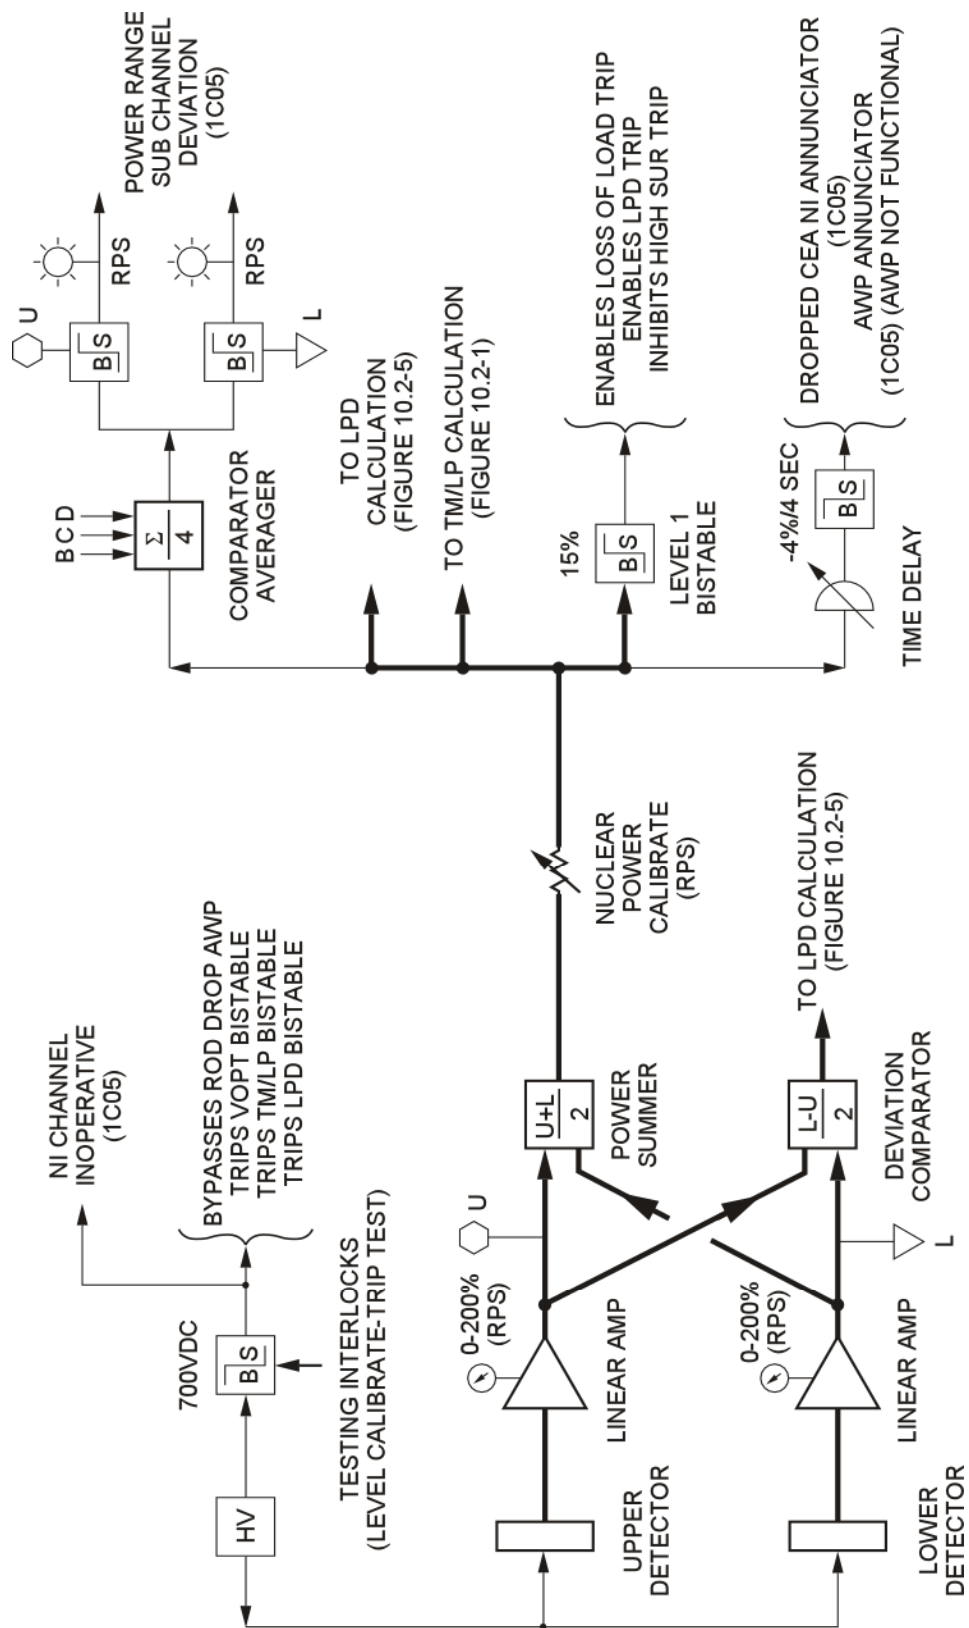 NI CHANNEL
INOPERATIVE
(1C05)
BYPASSES ROD DROP AWP
TRIPS VOPT BISTABLE
TRIPS TM/LP BISTABLE
TRIPS LPD BISTABLE
700VDC
B S
HV
TESTING INTERLOCKS
(LEVEL CALIBRATE-TRIP TEST)
UPPER
DETECTOR
LINEAR AMP
0-200%
(RPS)
U
U+L
2
POWER
SUMMER
LOWER
DETECTOR
LINEAR AMP
0-200%
(RPS)
L
L-U
2
DEVIATION
COMPARATOR
TO LPD CALCULATION
(FIGURE 10.2-5)
NUCLEAR
POWER
CALIBRATE
(RPS)
B C D
Σ
4
COMPARATOR
AVERAGER
U
B S
RPS
B S
RPS
L
POWER RANGE
SUB CHANNEL
DEVIATION
(1C05)
TO LPD
CALCULATION
(FIGURE 10.2-5)
TO TM/LP CALCULATION
(FIGURE 10.2-1)
15%
B S
LEVEL 1
BISTABLE
ENABLES LOSS OF LOAD TRIP
ENABLES LPD TRIP
INHIBITS HIGH SUR TRIP
-4%/4 SEC
B S
TIME DELAY
DROPPED CEA NI ANNUNCIATOR
(1C05)
AWP ANNUNCIATOR
(1C05) (AWP NOT FUNCTIONAL)